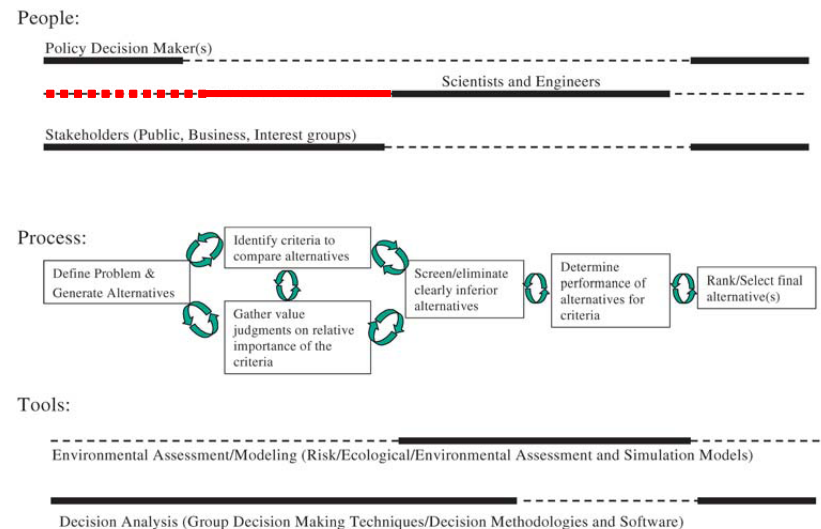 People:
Policy Decision Maker(s)
Scientists and Engineers
Stakeholders (Public, Business, Interest groups)
Process:
Define Problem &
Generate Alternatives
Identify criteria to
compare alternatives
Gather value
judgments on relative
importance of the
criteria
Screen/eliminate
clearly inferior
alternatives
Determine
performance of
alternatives for
criteria
Rank/Select final
alternative(s)
Tools:
Environmental Assessment/Modeling (Risk/Ecological/Environmental Assessment and Simulation Models)
Decision Analysis (Group Decision Making Techniques/Decision Methodologies and Software)